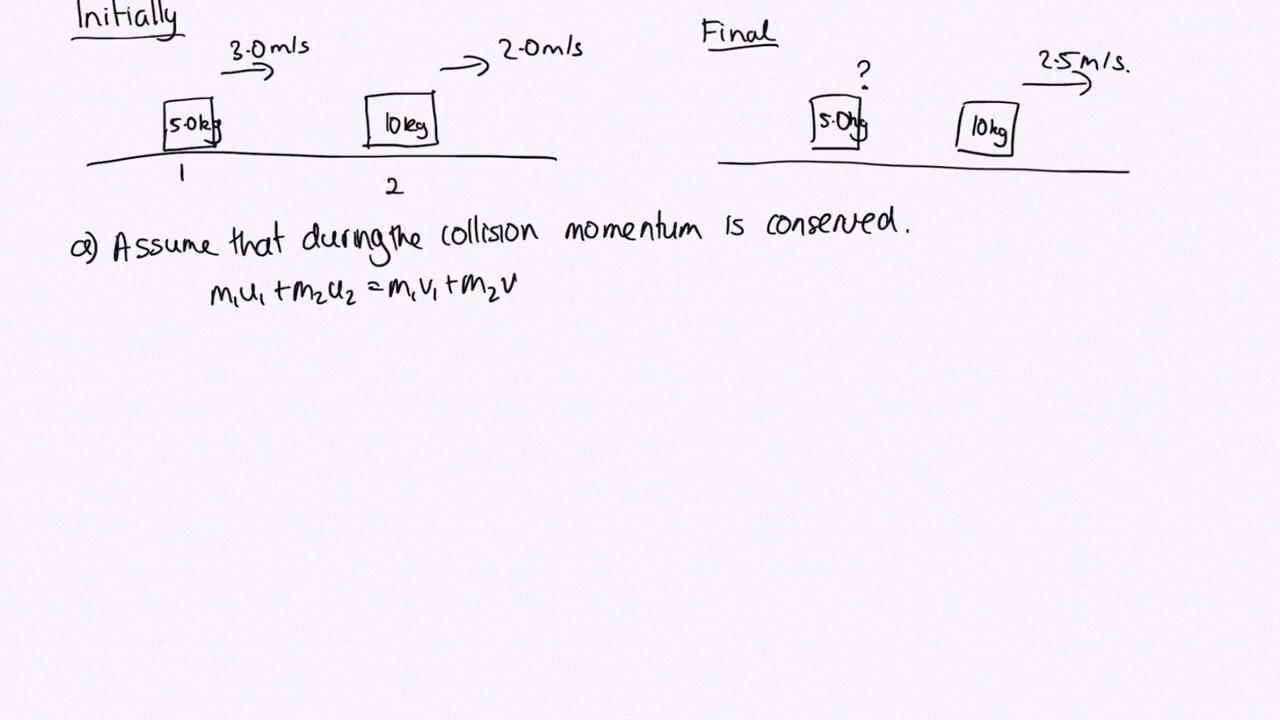 Initially
3.0m/s
2.0m/s
5.0kg
10kg
1
2
Final
?
2.5m/s.
5.0kg
10kg
a) Assume that during the collision momentum is conserved.
m₁u₁ + m₂u₂ = m₁v₁ + m₂v